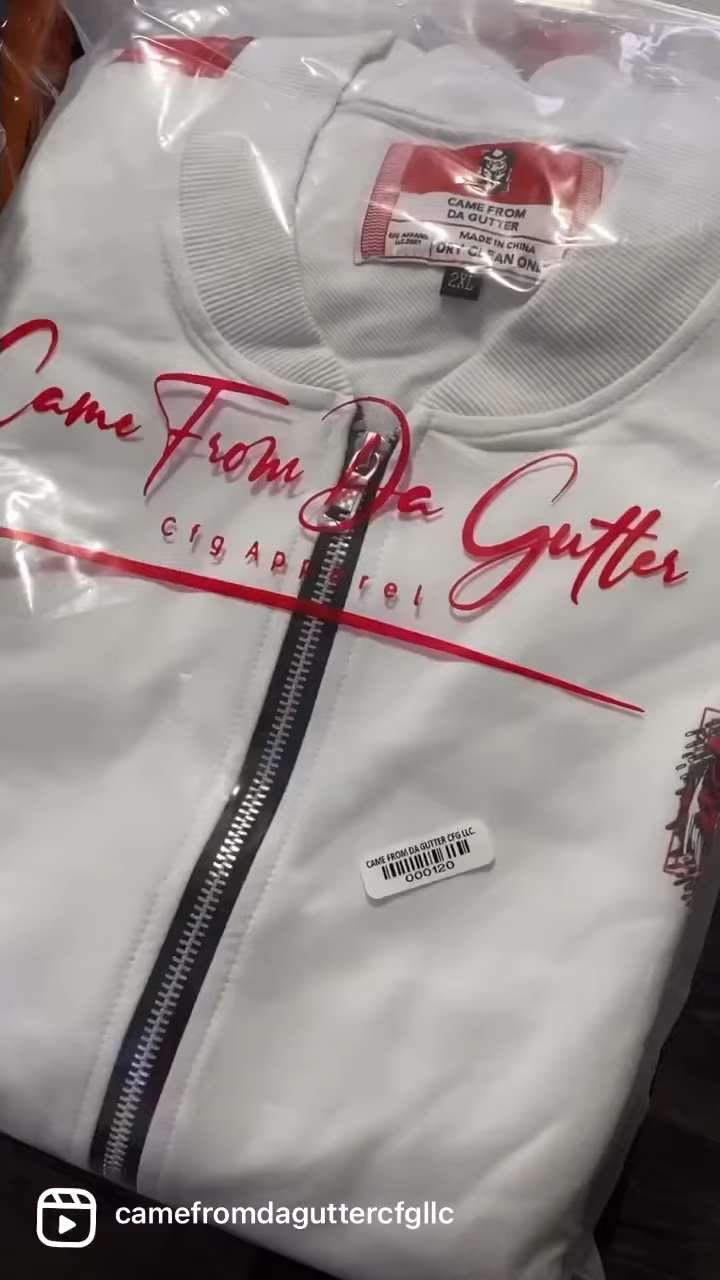 CAME FROM
DA GUTTER
CFG APPAREL
LLC.2021
MADE IN CHINA
DRY CLEAN ONL
2XL
Came From Da Gutter
Cfg Apparel
CAME FROM DA GUTTER CFG LLC.
000120
camefromdaguttercfgllc